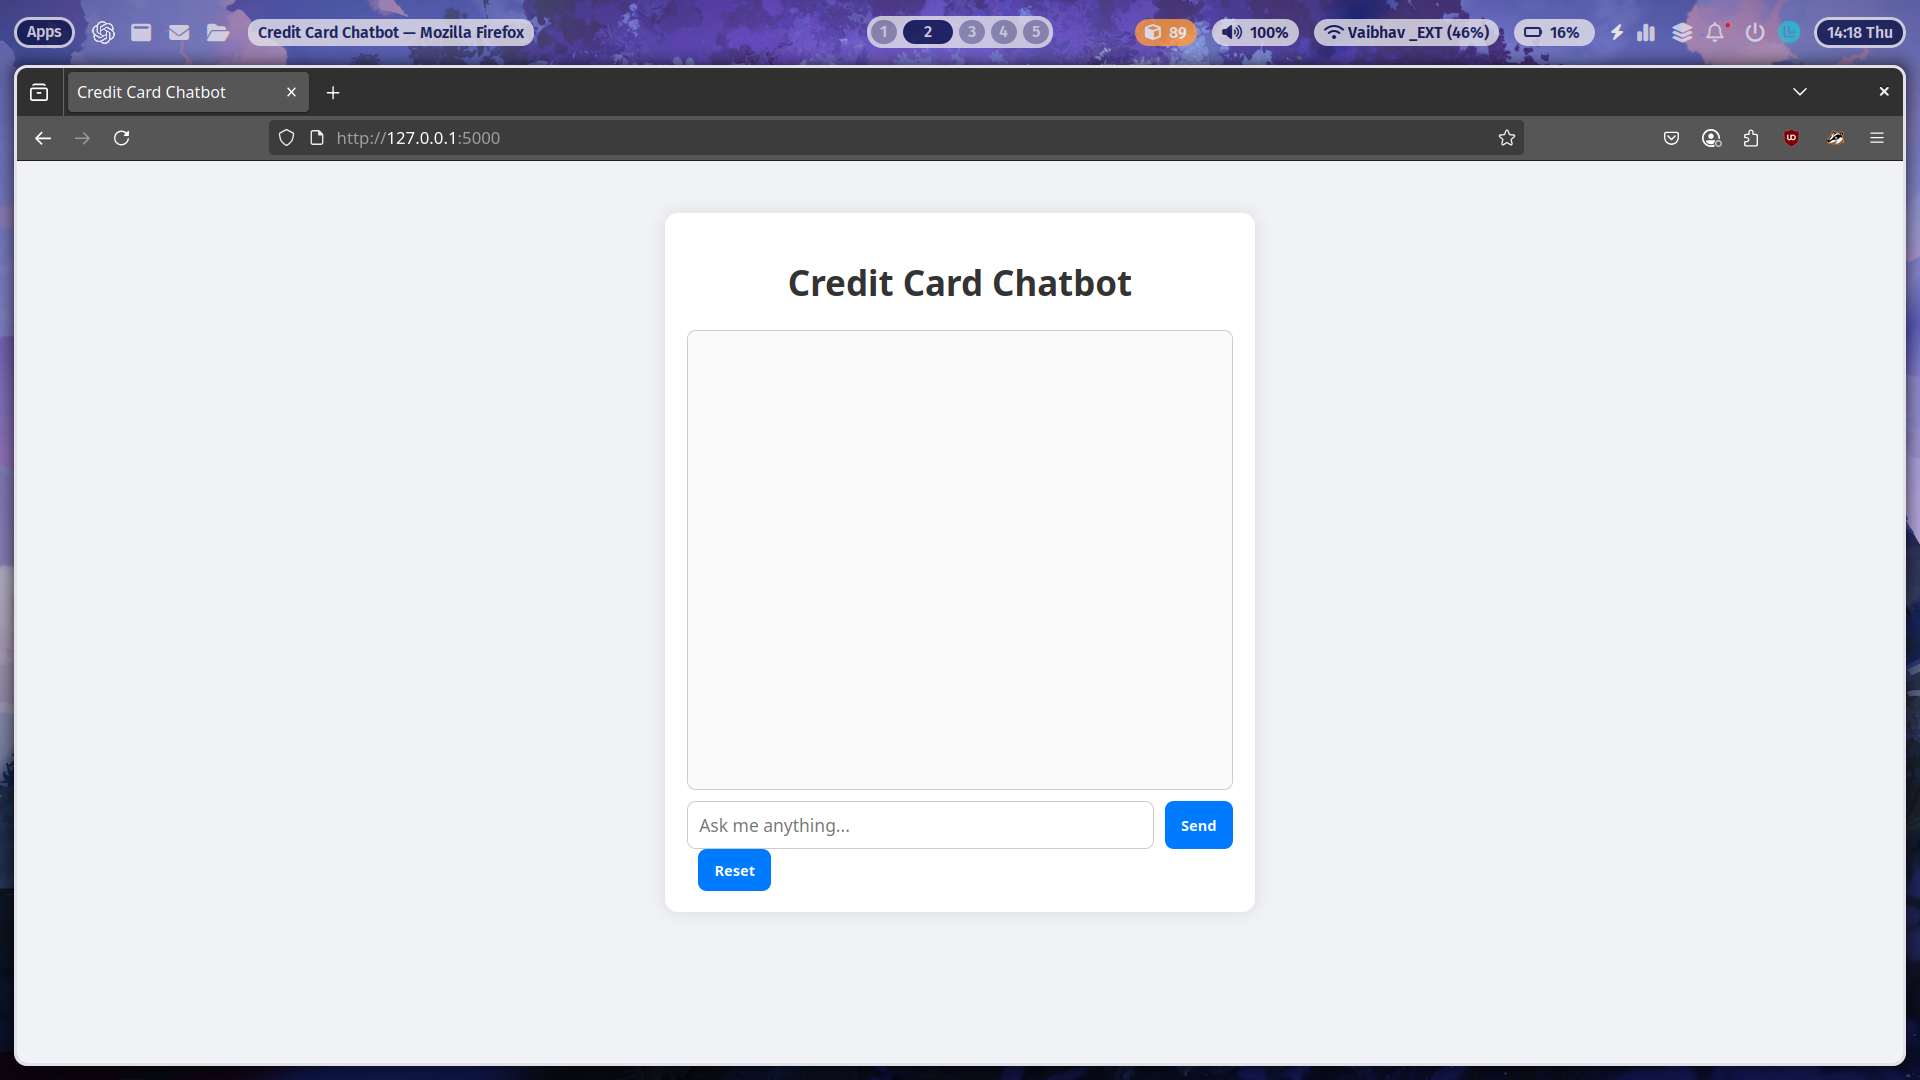 Apps
Credit Card Chatbot — Mozilla Firefox
1 2 3 4 5
89
100%
Vaibhav _EXT (46%)
16%
14:18 Thu
Credit Card Chatbot
http://127.0.0.1:5000
Credit Card Chatbot
Ask me anything...
Send
Reset